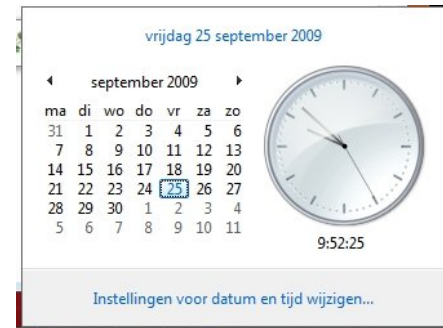 vrijdag 25 september 2009
september 2009
ma di wo do vr za zo
31 1 2 3 4 5 6
7 8 9 10 11 12 13
14 15 16 17 18 19 20
21 22 23 24 25 26 27
28 29 30 1 2 3 4
5 6 7 8 9 10 11
9:52:25
Instellingen voor datum en tijd wijzigen...